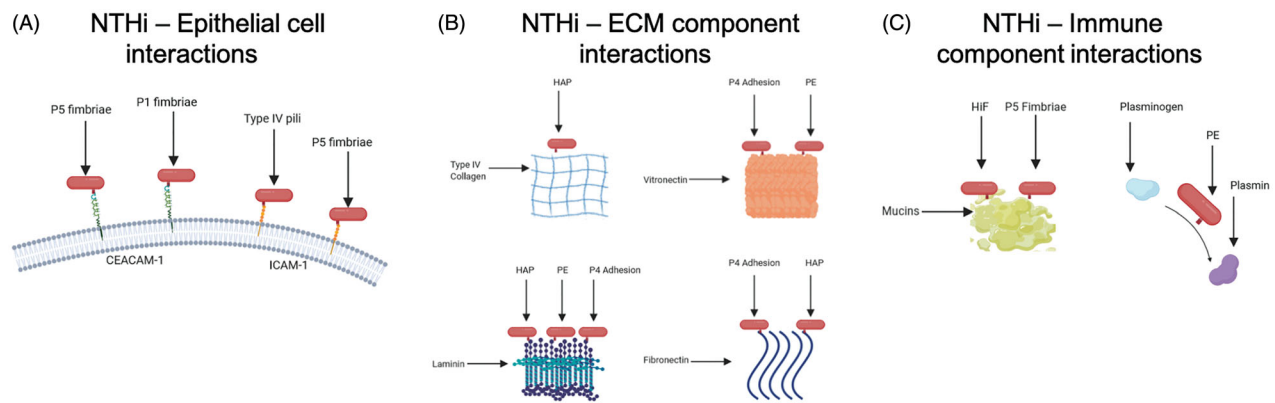 (A)
NTHi – Epithelial cell
interactions
P5 fimbriae
P1 fimbriae
Type IV pili
P5 fimbriae
CEACAM-1
ICAM-1
(B)
NTHi – ECM component
interactions
HAP
Type IV
Collagen
P4 Adhesion
PE
Vitronectin
HAP
PE
P4 Adhesion
Laminin
P4 Adhesion
HAP
Fibronectin
(C)
NTHi – Immune
component interactions
HiF
P5 Fimbriae
Mucins
Plasminogen
PE
Plasmin